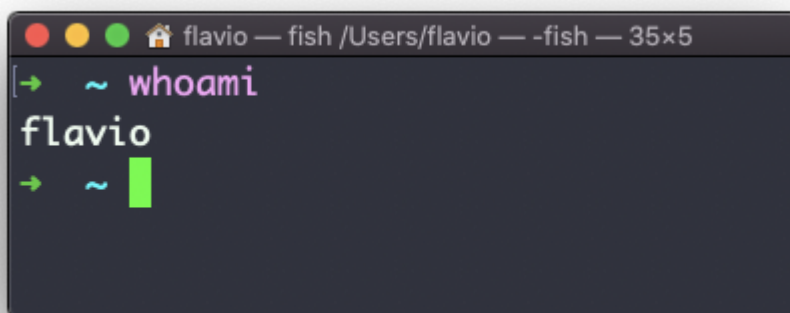 flavio — fish /Users/flavio — -fish — 35×5
➜ ~ whoami
flavio
➜ ~